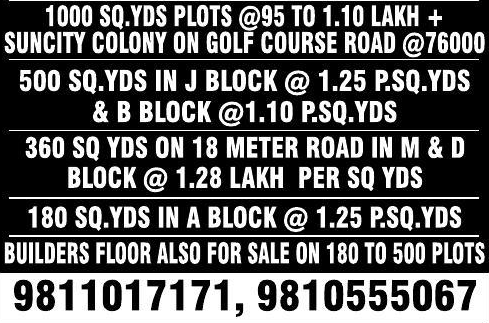 1000 SQ.YDS PLOTS @95 TO 1.10 LAKH +
SUNCITY COLONY ON GOLF COURSE ROAD @76000
500 SQ.YDS IN J BLOCK @ 1.25 P.SQ.YDS
& B BLOCK @1.10 P.SQ.YDS
360 SQ YDS ON 18 METER ROAD IN M & D
BLOCK @ 1.28 LAKH PER SQ YDS
180 SQ.YDS IN A BLOCK @ 1.25 P.SQ.YDS
BUILDERS FLOOR ALSO FOR SALE ON 180 TO 500 PLOTS
9811017171, 9810555067